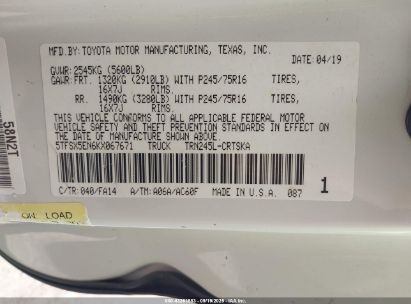 MFD.BY: TOYOTA MOTOR MANUFACTURING, TEXAS, INC.
DATE: 04/19
GVWR: 2545KG (5600LB)
GAWR: FRT. 1320KG (2910LB) WITH P245/75R16 TIRES,
16X7J RIMS
RR. 1490KG (3280LB) WITH P245/75R16 TIRES,
16X7J RIMS
THIS VEHICLE CONFORMS TO ALL APPLICABLE FEDERAL MOTOR
VEHICLE SAFETY AND THEFT PREVENTION STANDARDS IN EFFECT
ON THE DATE OF MANUFACTURE SHOWN ABOVE.
5TFSX5EN6KX067671 TRUCK TRN245L-CRTSKA
C/TR: 040/FA14 A/TM: A06A/AC60F MADE IN U.S.A. 087
1
58N2T
OW LOAD